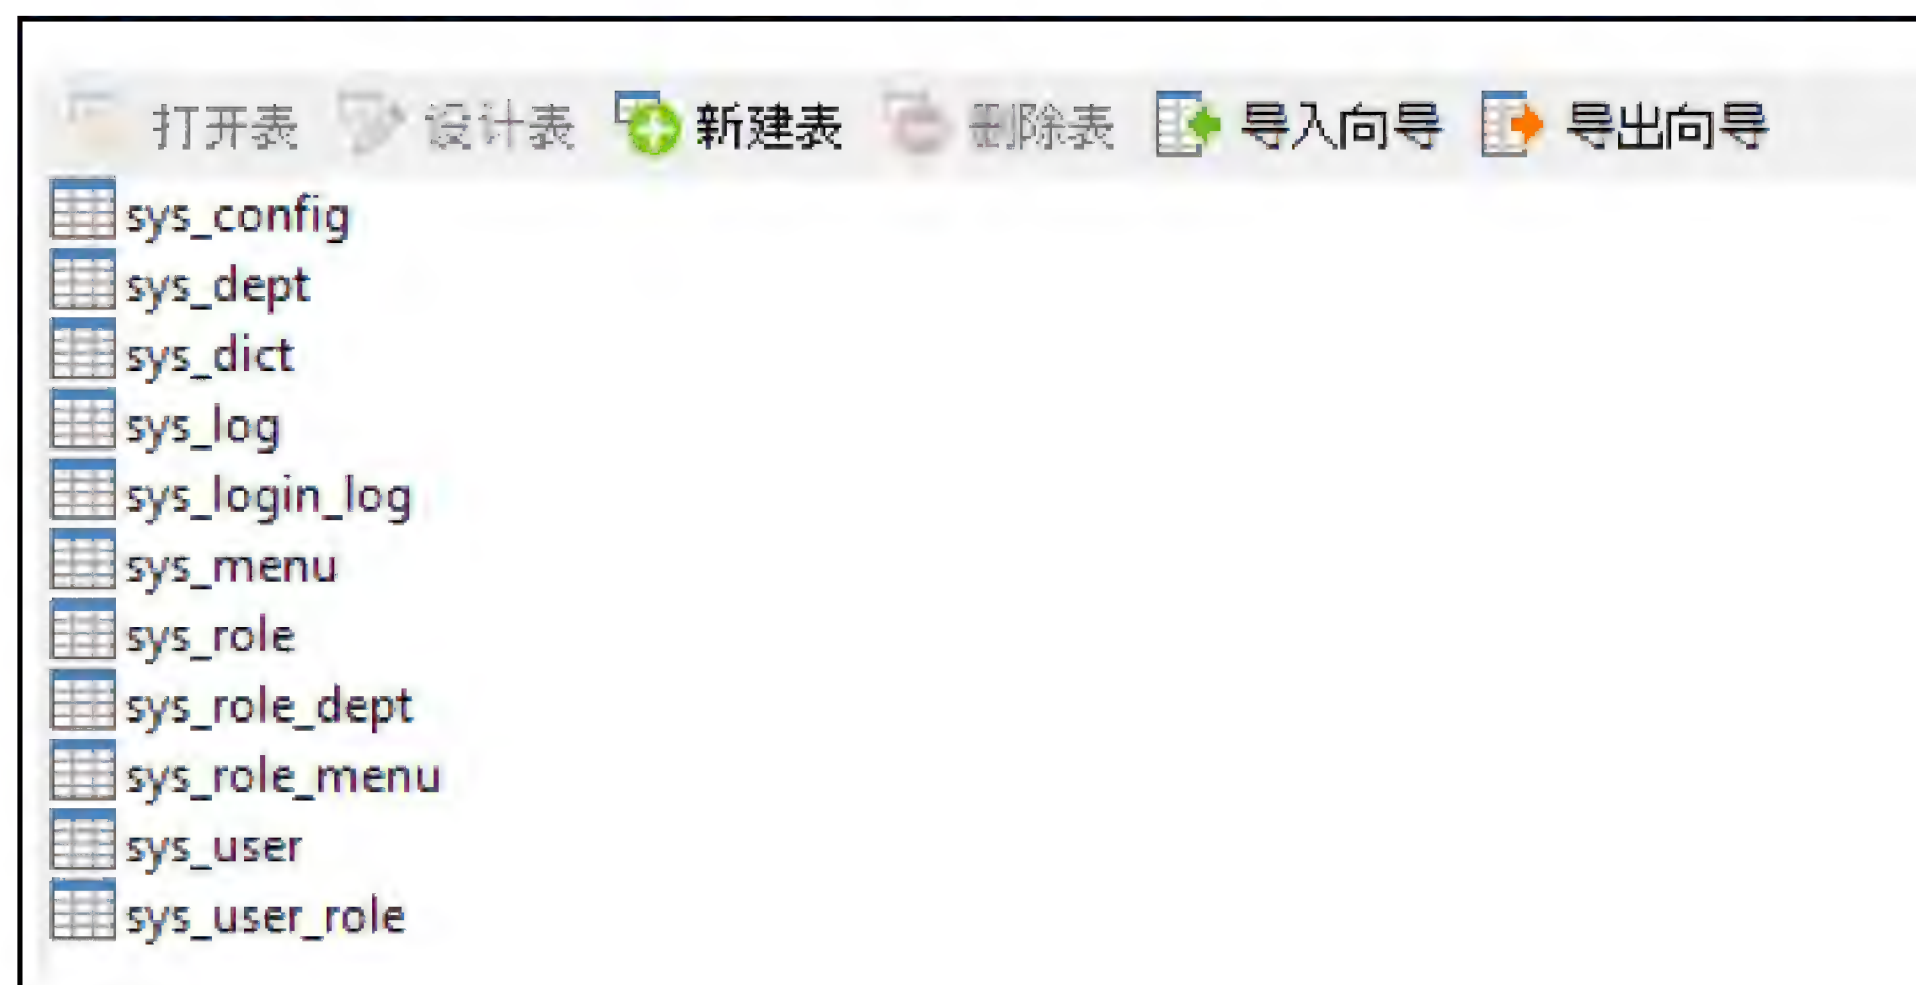 打开表 设计表 新建表 删除表 导入向导 导出向导
sys_config
sys_dept
sys_dict
sys_log
sys_login_log
sys_menu
sys_role
sys_role_dept
sys_role_menu
sys_user
sys_user_role